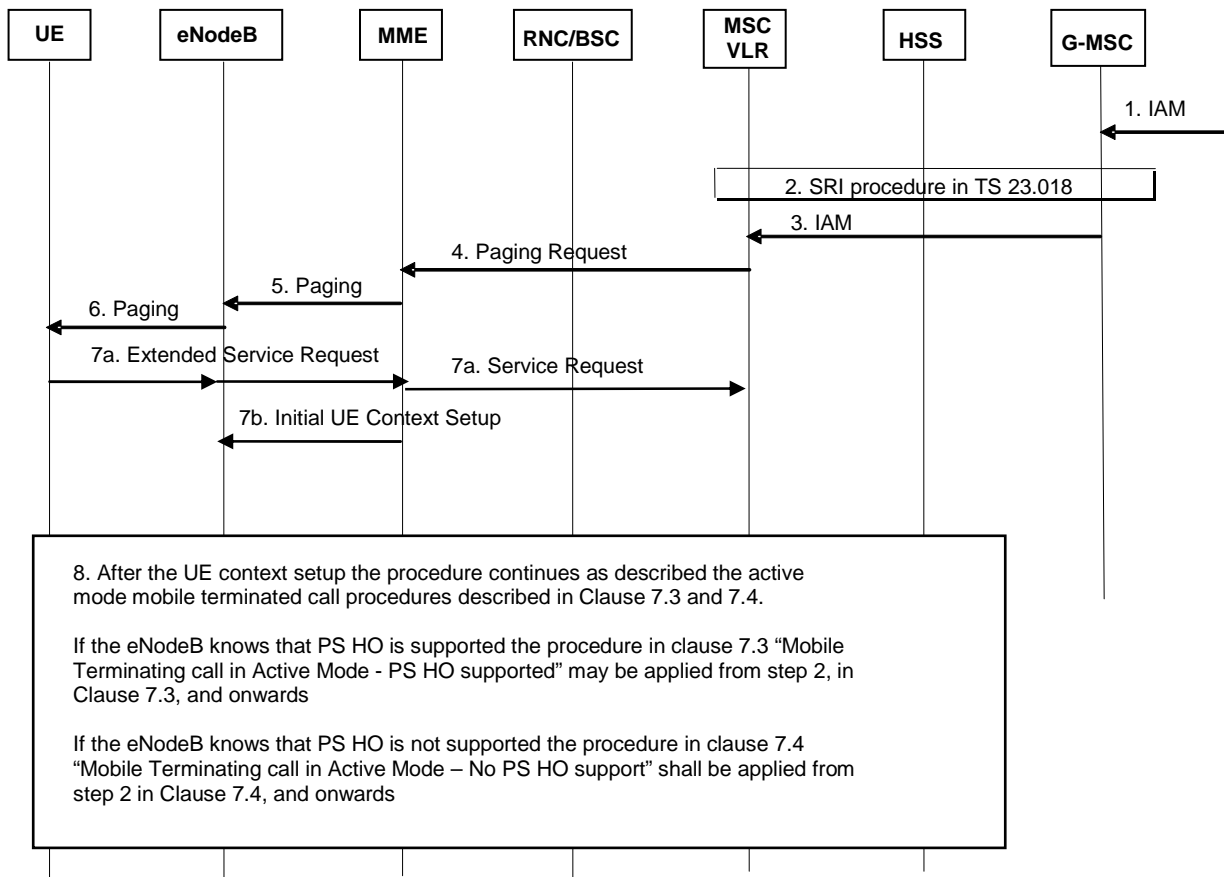 UE
eNodeB
MME
RNC/BSC
MSC
VLR
HSS
G-MSC
1. IAM
2. SRI procedure in TS 23.018
3. IAM
4. Paging Request
5. Paging
6. Paging
7a. Extended Service Request
7a. Service Request
7b. Initial UE Context Setup
8. After the UE context setup the procedure continues as described the active
mode mobile terminated call procedures described in Clause 7.3 and 7.4.
If the eNodeB knows that PS HO is supported the procedure in clause 7.3 “Mobile
Terminating call in Active Mode - PS HO supported” may be applied from step 2, in
Clause 7.3, and onwards
If the eNodeB knows that PS HO is not supported the procedure in clause 7.4
“Mobile Terminating call in Active Mode – No PS HO support” shall be applied from
step 2 in Clause 7.4, and onwards